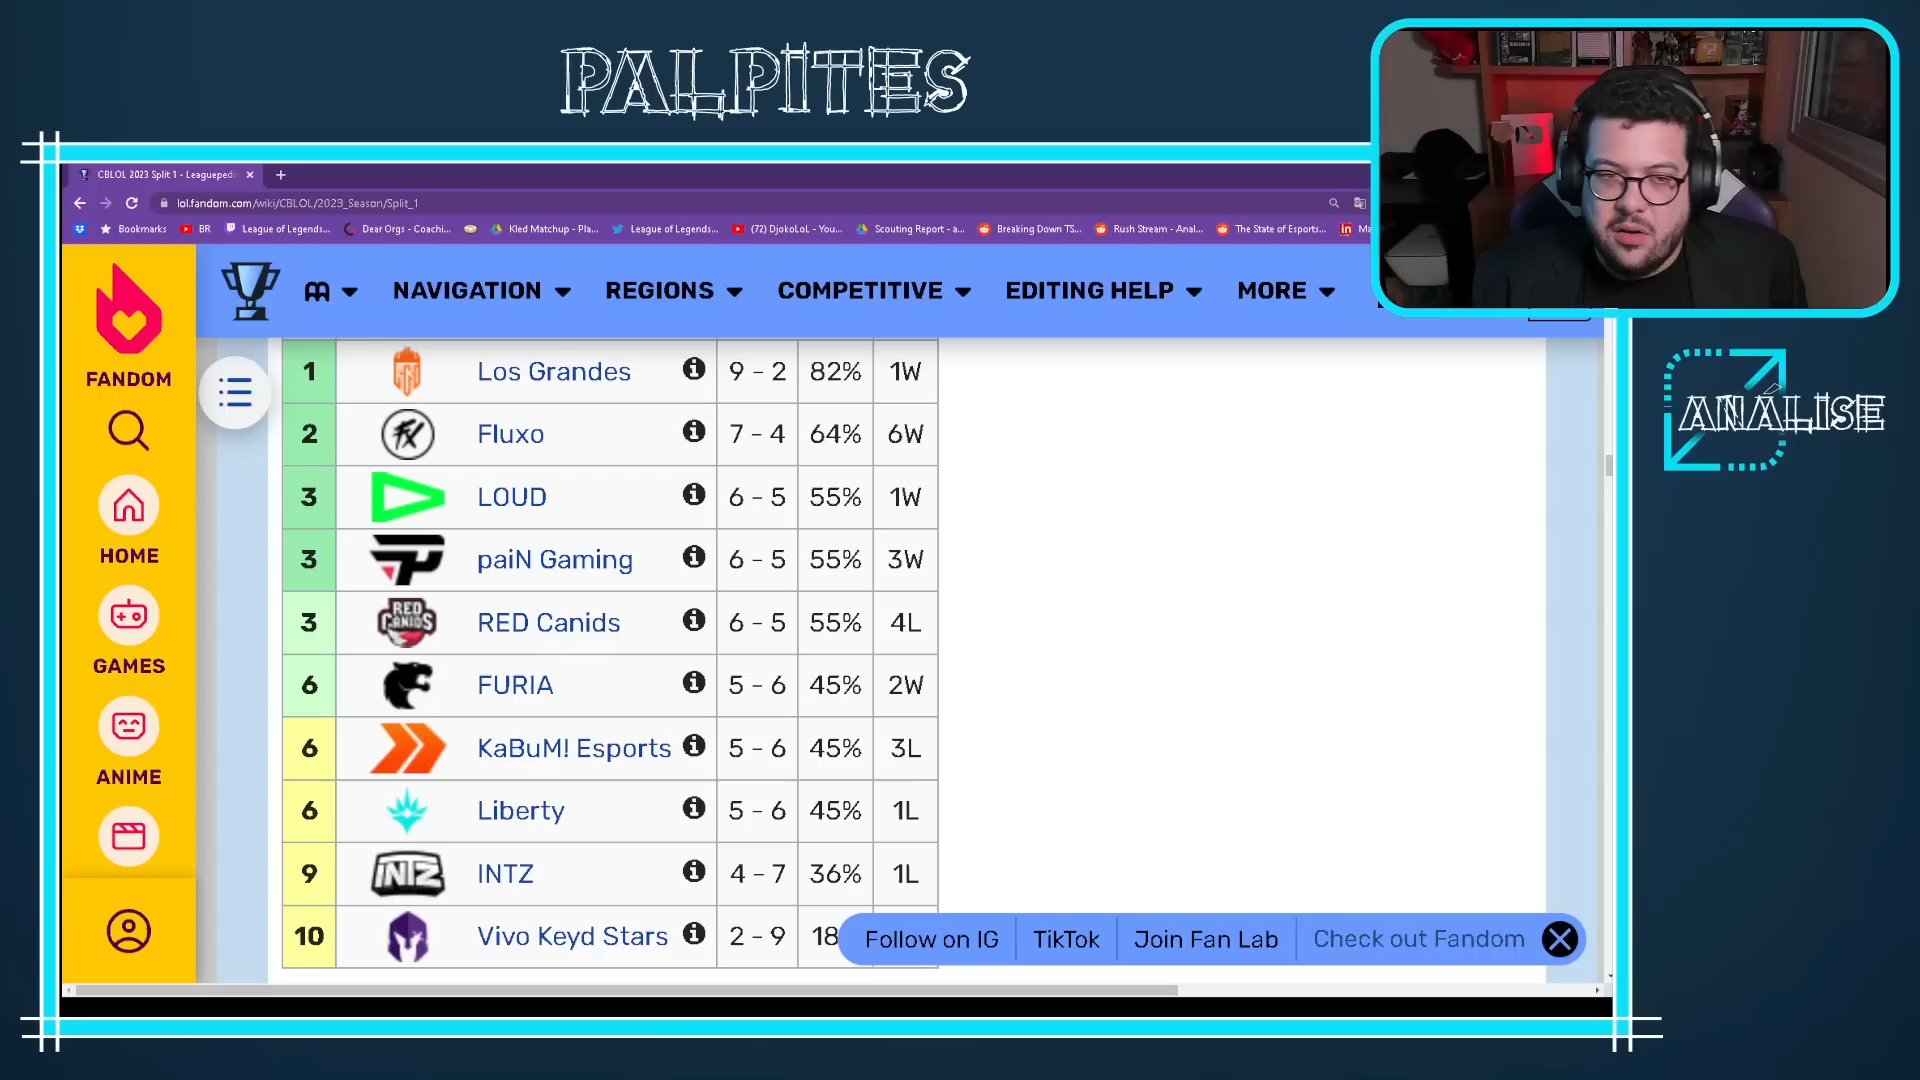 PALPITES
CBLOL 2023 Split 1 - Leaguepedi
lol.fandom.com/wiki/CBLOL/2023_Season/Split_1
Bookmarks BR League of Legends... Dear Orgs - Coachi... Kled Matchup - Pla... League of Legends... (72) DjokoLoL - You... Scouting Report - a... Breaking Down TS... Rush Stream - Anal... The State of Esports... Ma
NAVIGATION REGIONS COMPETITIVE EDITING HELP MORE
FANDOM
HOME
GAMES
ANIME
1 Los Grandes 9 - 2 82% 1W
2 Fluxo 7 - 4 64% 6W
3 LOUD 6 - 5 55% 1W
3 paiN Gaming 6 - 5 55% 3W
3 RED CANIDS RED Canids 6 - 5 55% 4L
6 FURIA 5 - 6 45% 2W
6 KaBuM! Esports 5 - 6 45% 3L
6 Liberty 5 - 6 45% 1L
9 INTZ INTZ 4 - 7 36% 1L
10 Vivo Keyd Stars 2 - 9 18
Follow on IG TikTok Join Fan Lab Check out Fandom
ANÁLISE